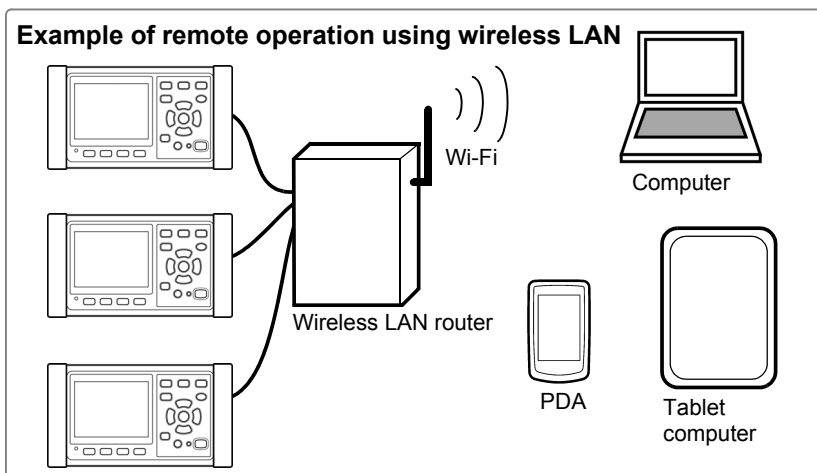 Example of remote operation using wireless LAN
Wi-Fi
Computer
Wireless LAN router
PDA
Tablet
computer